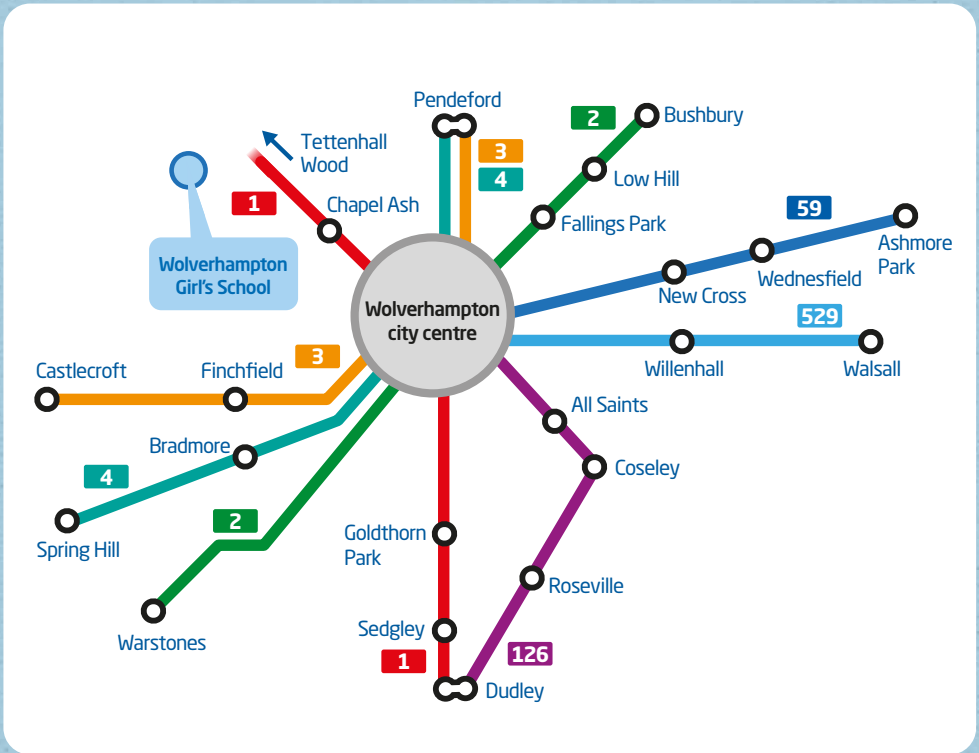 Pendeford
2
Bushbury
Tettenhall
Wood
3
4
Low Hill
1
Chapel Ash
59
Fallings Park
Ashmore
Park
Wolverhampton
Girl's School
Wednesfield
New Cross
Wolverhampton
city centre
529
3
Castlecroft
Finchfield
Willenhall
Walsall
All Saints
Bradmore
4
Coseley
2
Spring Hill
Goldthorn
Park
Roseville
Warstones
Sedgley
1
126
Dudley